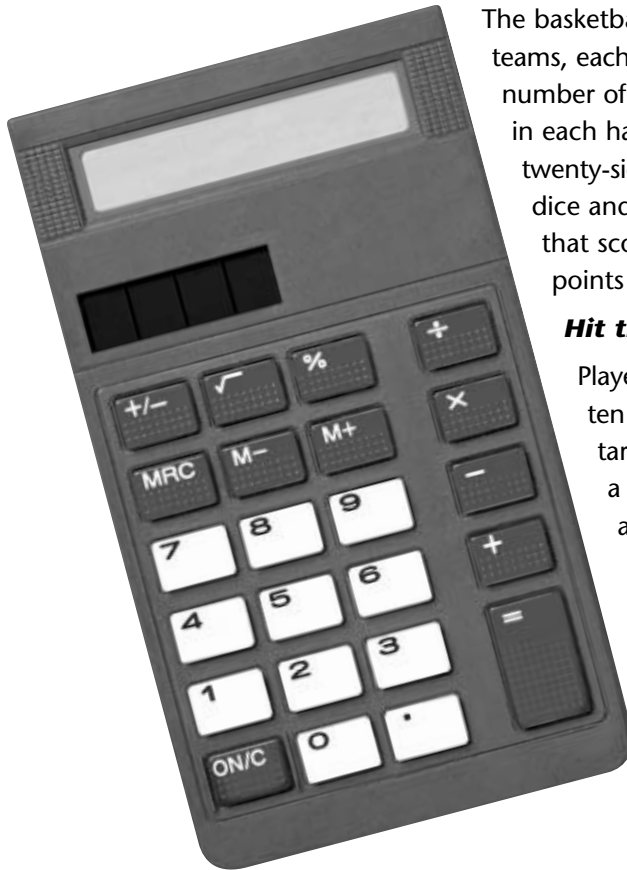 The basketba
teams, each
number of
in each ha
twenty-si
dice and
that sco
points
Hit t
Playe
ten
tar
a
a
÷
+/− √ %
×
MRC M− M+
−
7 8 9
+
4 5 6
=
1 2 3
ON/C 0 .